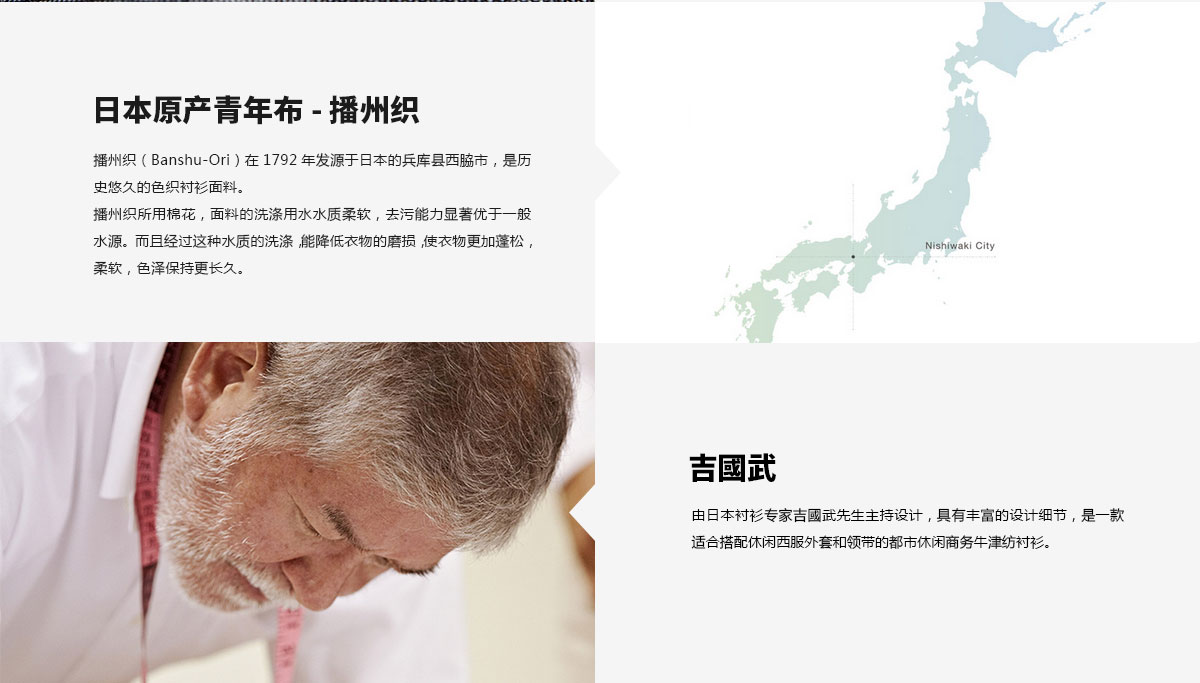 日本原产青年布 - 播州织
播州织（Banshu-Ori）在 1792 年发源于日本的兵库县西脇市，是历
史悠久的色织衬衫面料。
播州织所用棉花，面料的洗涤用水水质柔软，去污能力显著优于一般
水源。而且经过这种水质的洗涤，能降低衣物的磨损，使衣物更加蓬松，
柔软，色泽保持更长久。
Nishiwaki City
吉國武
由日本衬衫专家吉國武先生主持设计，具有丰富的设计细节，是一款
适合搭配休闲西服外套和领带的都市休闲商务牛津纺衬衫。